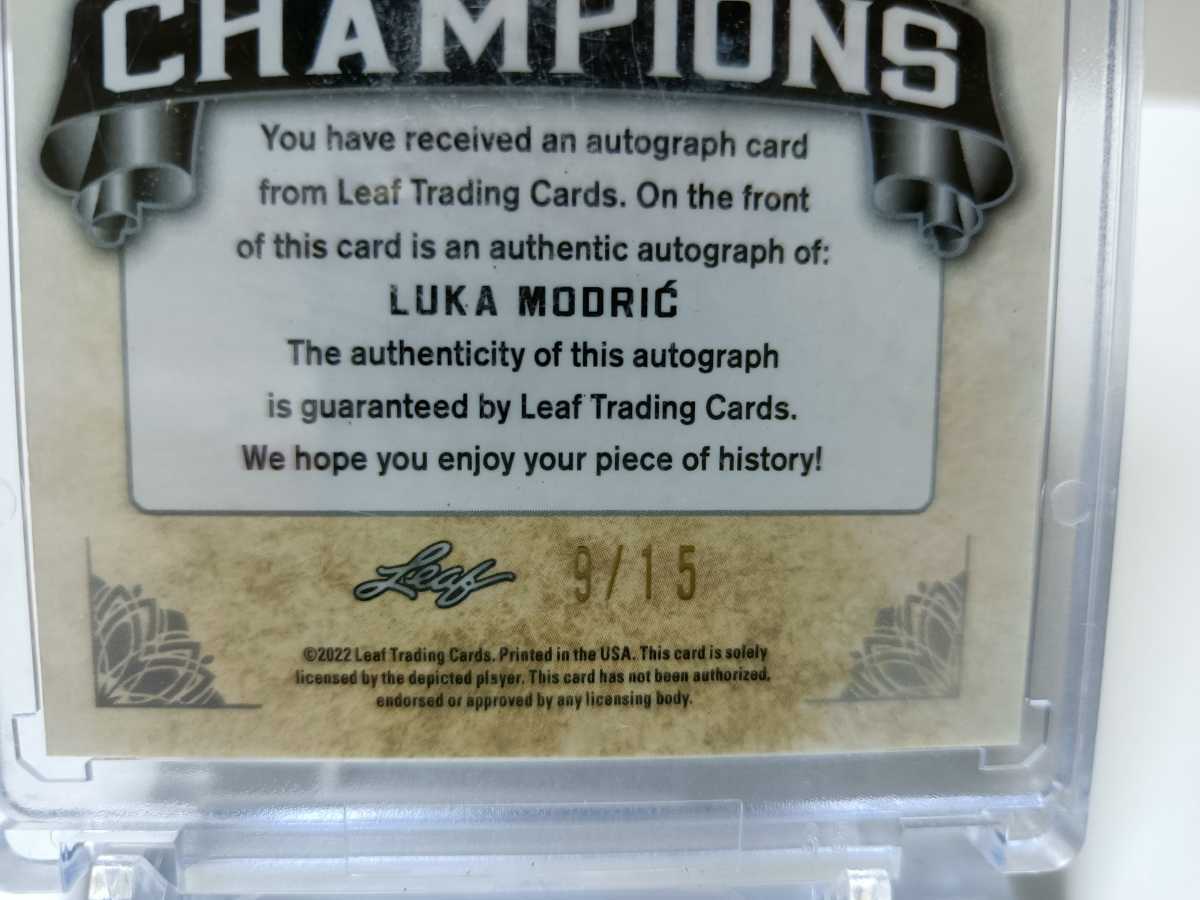 CHAMPIONS
You have received an autograph card
from Leaf Trading Cards. On the front
of this card is an authentic autograph of:
LUKA MODRIĆ
The authenticity of this autograph
is guaranteed by Leaf Trading Cards.
We hope you enjoy your piece of history!
Leaf 9/15
©2022 Leaf Trading Cards. Printed in the USA. This card is solely
licensed by the depicted player. This card has not been authorized,
endorsed or approved by any licensing body.